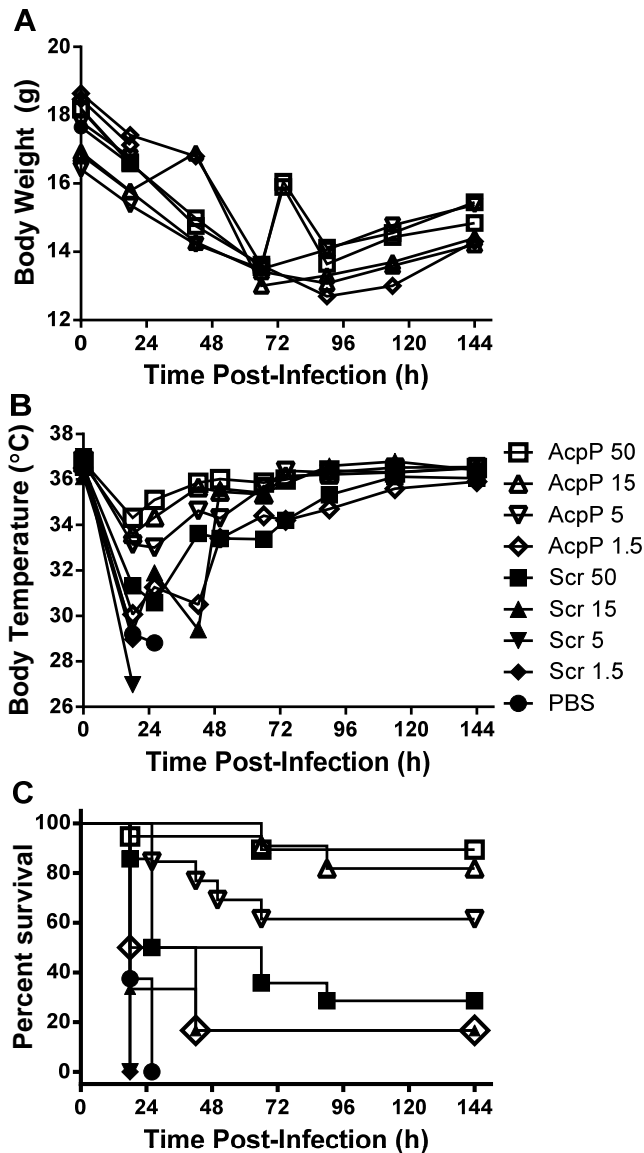 A
20
18
16
14
12
Body Weight (g)
0 24 48 72 96 120 144
Time Post-Infection (h)
B
38
36
34
32
30
28
26
Body Temperature (°C)
0 24 48 72 96 120 144
Time Post-Infection (h)
AcpP 50
AcpP 15
AcpP 5
AcpP 1.5
Scr 50
Scr 15
Scr 5
Scr 1.5
PBS
C
100
80
60
40
20
0
Percent survival
0 24 48 72 96 120 144
Time Post-Infection (h)